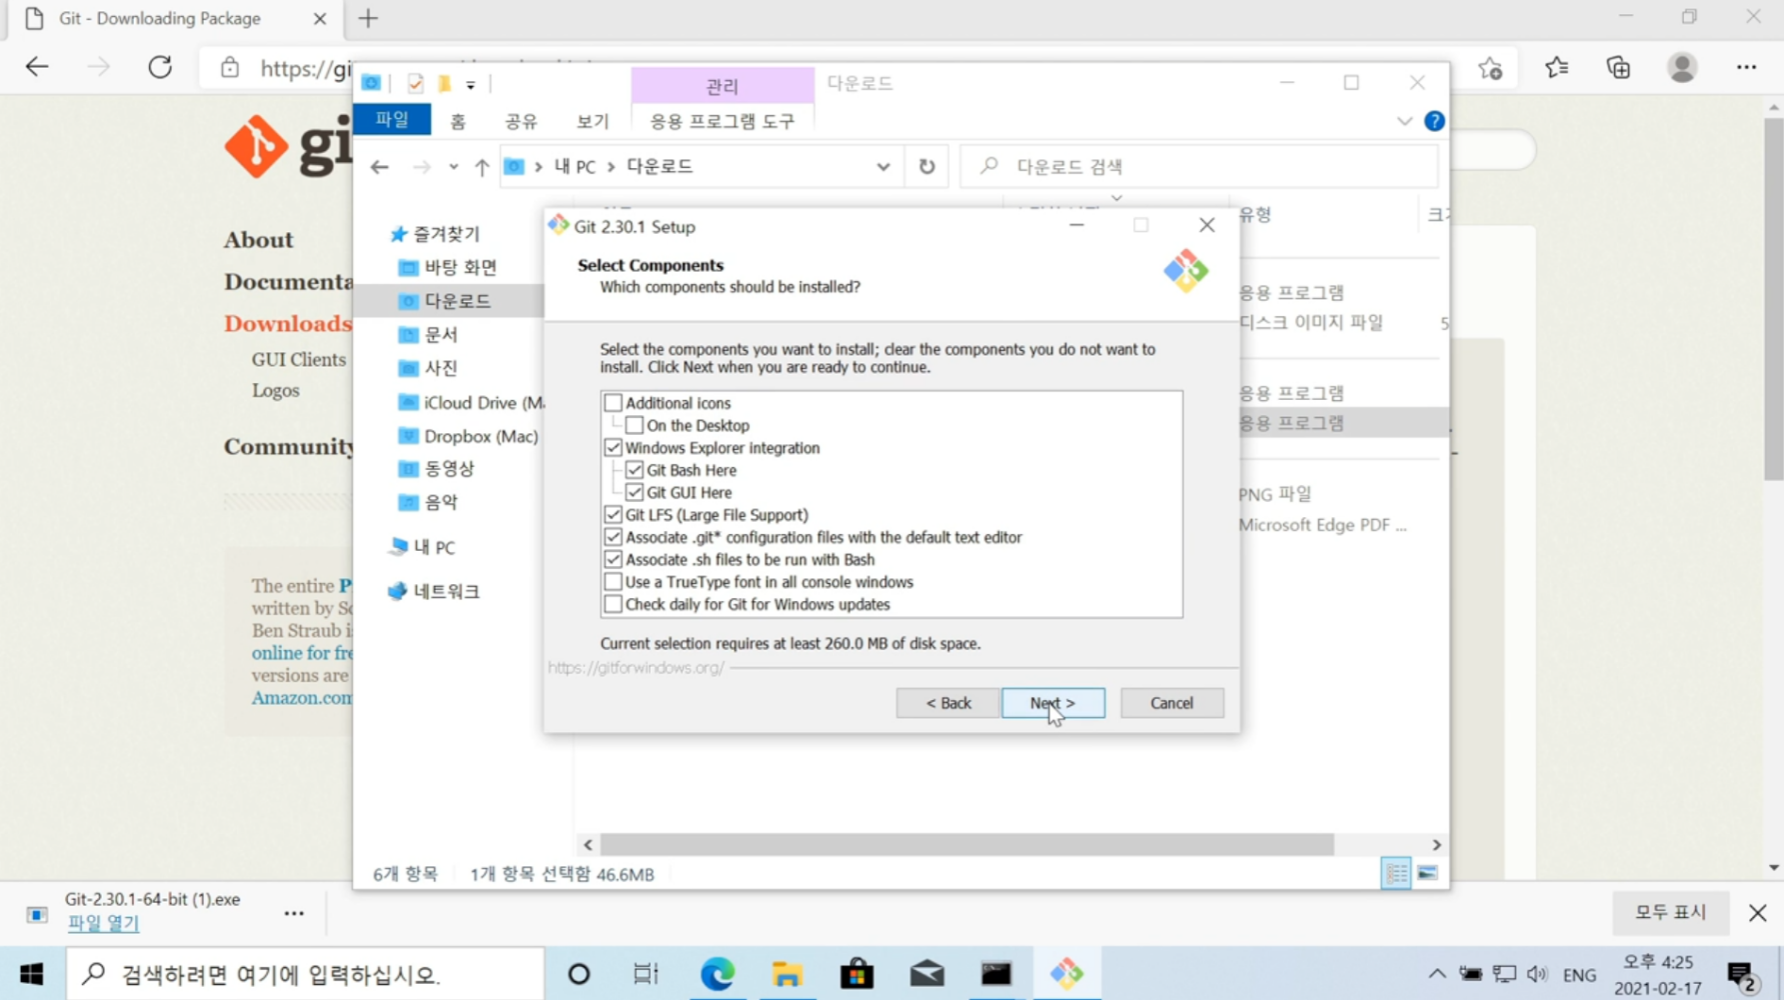 Git - Downloading Package
https://gi
관리
다운로드
파일
홈
공유
보기
응용 프로그램 도구
git
내 PC
다운로드
다운로드 검색
About
Documenta
Downloads
GUI Clients
Logos
Community
The entire P
written by Sc
Ben Straub i
online for fre
versions are
Amazon.com
즐겨찾기
바탕 화면
다운로드
문서
사진
iCloud Drive (M
Dropbox (Mac)
동영상
음악
내 PC
네트워크
유형
크기
응용 프로그램
디스크 이미지 파일
5
응용 프로그램
응용 프로그램
PNG 파일
Microsoft Edge PDF ...
Git 2.30.1 Setup
Select Components
Which components should be installed?
Select the components you want to install; clear the components you do not want to
install. Click Next when you are ready to continue.
Additional icons
On the Desktop
Windows Explorer integration
Git Bash Here
Git GUI Here
Git LFS (Large File Support)
Associate .git* configuration files with the default text editor
Associate .sh files to be run with Bash
Use a TrueType font in all console windows
Check daily for Git for Windows updates
Current selection requires at least 260.0 MB of disk space.
https://gitforwindows.org/
< Back
Next >
Cancel
6개 항목
1개 항목 선택함 46.6MB
Git-2.30.1-64-bit (1).exe
파일 열기
모두 표시
검색하려면 여기에 입력하십시오.
ENG
오후 4:25
2021-02-17
2